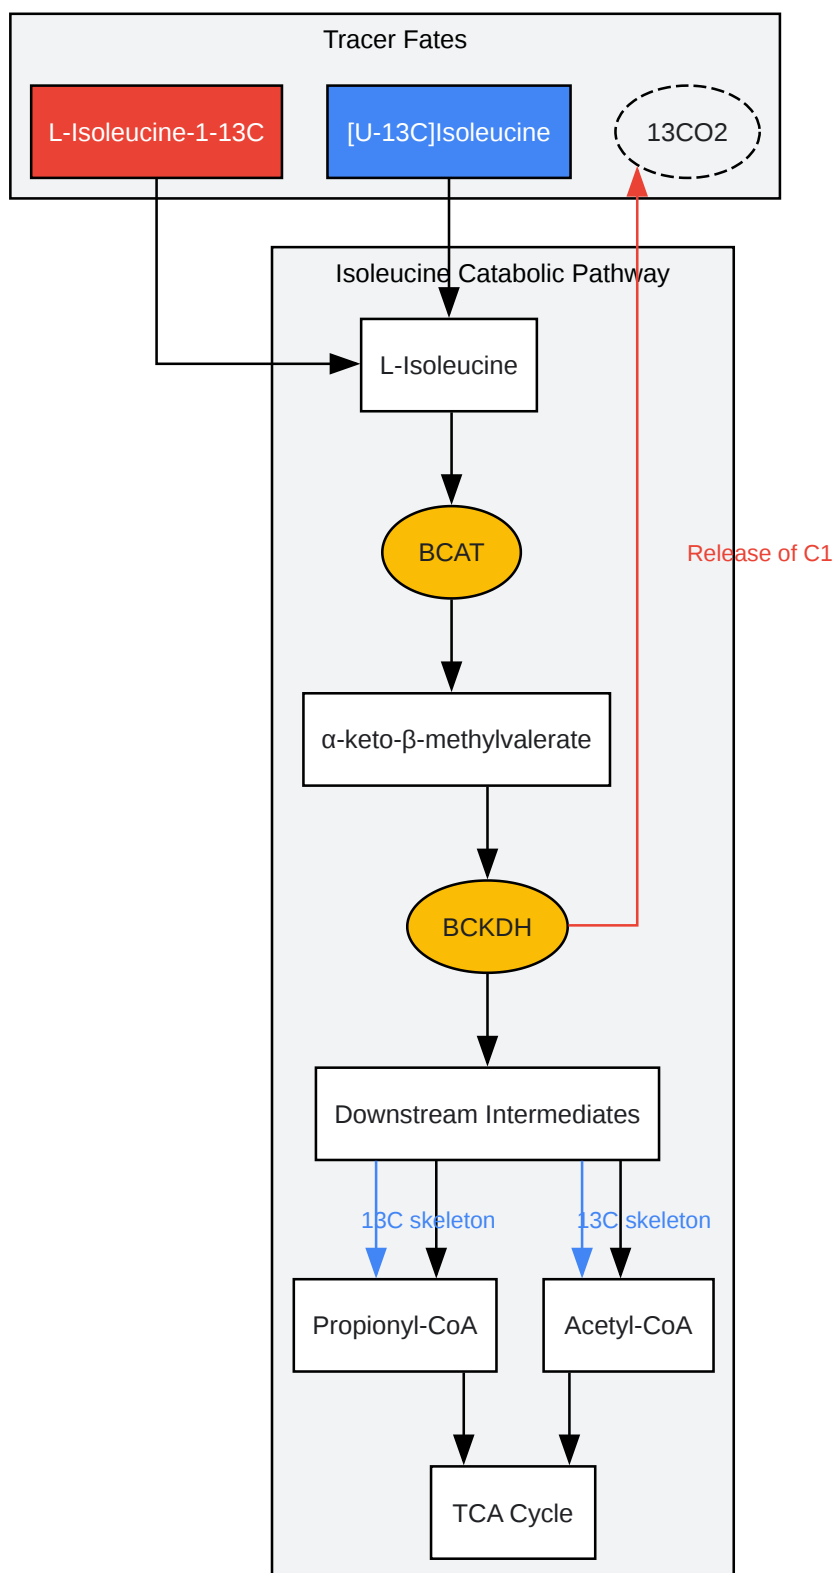 Tracer Fates
L-Isoleucine-1-13C
[U-13C]Isoleucine
13CO2
Isoleucine Catabolic Pathway
L-Isoleucine
BCAT
Release of C1
α-keto-β-methylvalerate
BCKDH
Downstream Intermediates
13C skeleton
13C skeleton
Propionyl-CoA
Acetyl-CoA
TCA Cycle